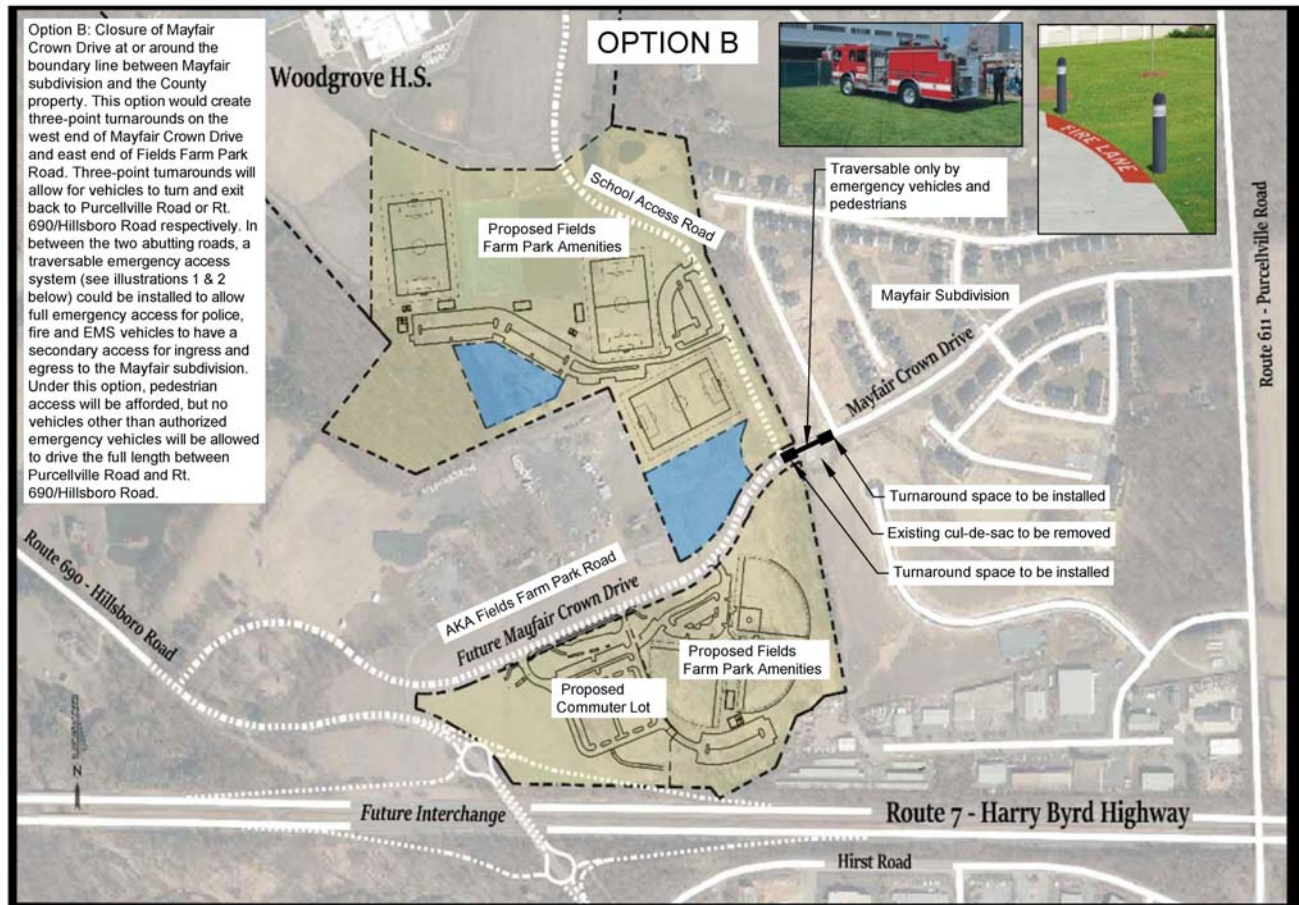 Option B: Closure of Mayfair
Crown Drive at or around the
boundary line between Mayfair
subdivision and the County
property. This option would create
three-point turnarounds on the
west end of Mayfair Crown Drive
and east end of Fields Farm Park
Road. Three-point turnarounds will
allow for vehicles to turn and exit
back to Purcellville Road or Rt.
690/Hillsboro Road respectively. In
between the two abutting roads, a
traversable emergency access
system (see illustrations 1 & 2
below) could be installed to allow
full emergency access for police,
fire and EMS vehicles to have a
secondary access for ingress and
egress to the Mayfair subdivision.
Under this option, pedestrian
access will be afforded, but no
vehicles other than authorized
emergency vehicles will be allowed
to drive the full length between
Purcellville Road and Rt.
690/Hillsboro Road.
OPTION B
Woodgrove H.S.
FIRE LANE
Traversable only by
emergency vehicles and
pedestrians
School Access Road
Proposed Fields
Farm Park Amenities
Mayfair Subdivision
Mayfair Crown Drive
Route 611 - Purcellville Road
Turnaround space to be installed
Existing cul-de-sac to be removed
Turnaround space to be installed
Route 690 - Hillsboro Road
AKA Fields Farm Park Road
Future Mayfair Crown Drive
Proposed Fields
Farm Park Amenities
Proposed
Commuter Lot
N
Future Interchange
Route 7 - Harry Byrd Highway
Hirst Road